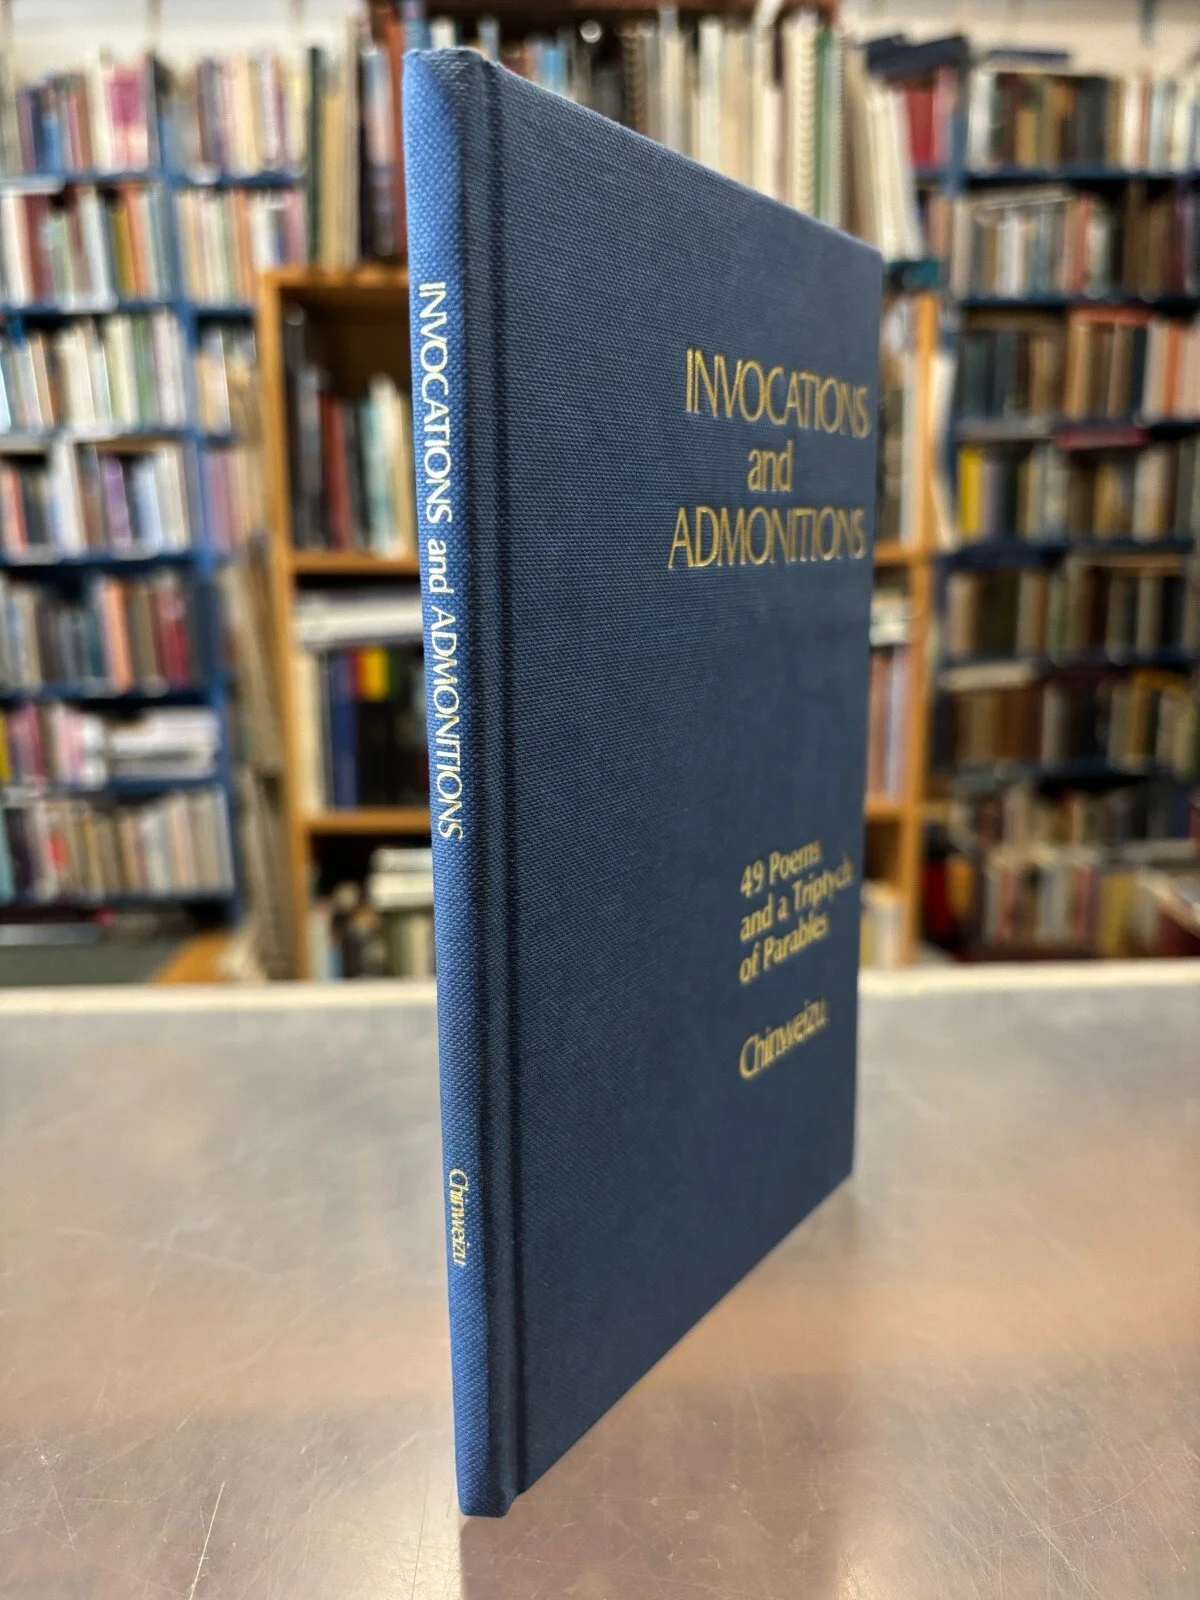 INVOCATIONS and ADMONITIONS
Chinweizu
INVOCATIONS
and
ADMONITIONS
49 Poems
and a Triptych
of Parables
Chinweizu